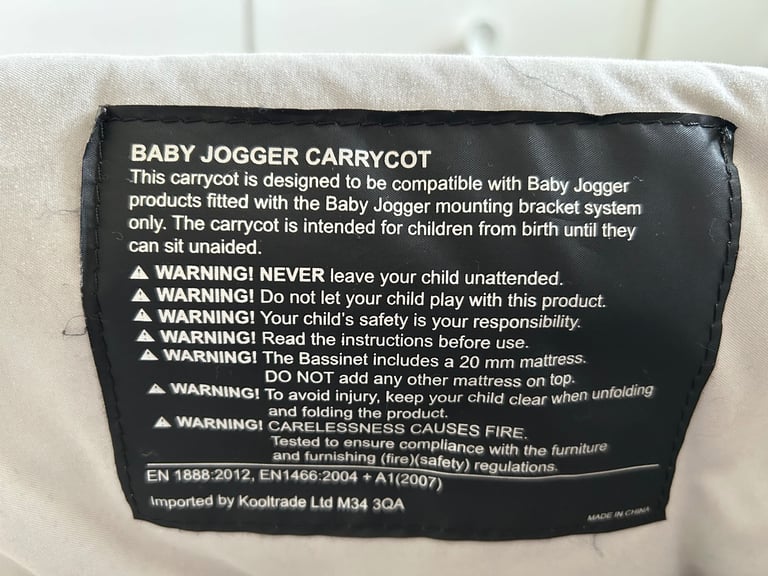 BABY JOGGER CARRYCOT
This carrycot is designed to be compatible with Baby Jogger
products fitted with the Baby Jogger mounting bracket system
only. The carrycot is intended for children from birth until they
can sit unaided.
⚠ WARNING! NEVER leave your child unattended.
⚠ WARNING! Do not let your child play with this product.
⚠ WARNING! Your child's safety is your responsibility.
⚠ WARNING! Read the instructions before use.
⚠ WARNING! The Bassinet includes a 20 mm mattress.
DO NOT add any other mattress on top.
⚠ WARNING! To avoid injury, keep your child clear when unfolding
and folding the product.
⚠ WARNING! CARELESSNESS CAUSES FIRE.
Tested to ensure compliance with the furniture
and furnishing (fire)(safety) regulations.
EN 1888:2012, EN1466:2004 + A1(2007)
Imported by Kooltrade Ltd M34 3QA
MADE IN CHINA